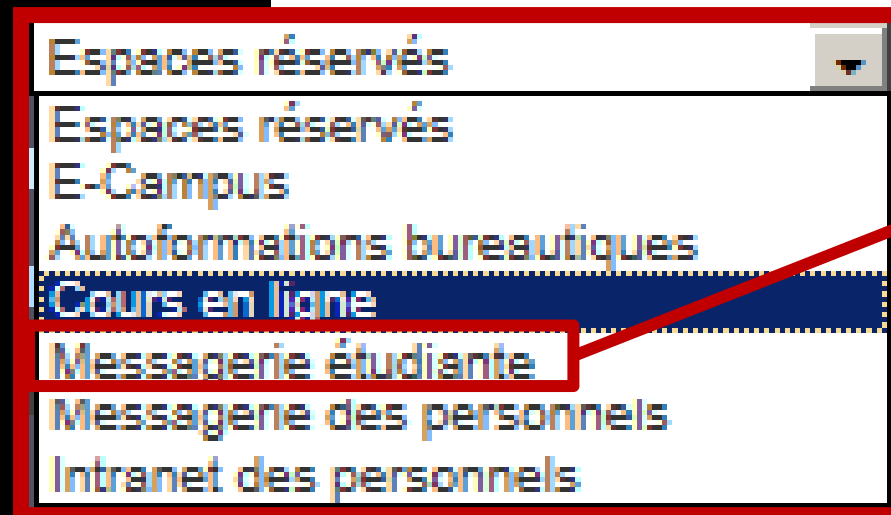 Espaces réservés
Espaces réservés
E-Campus
Autoformations bureautiques
Cours en ligne
Messagerie étudiante
Messagerie des personnels
Intranet des personnels